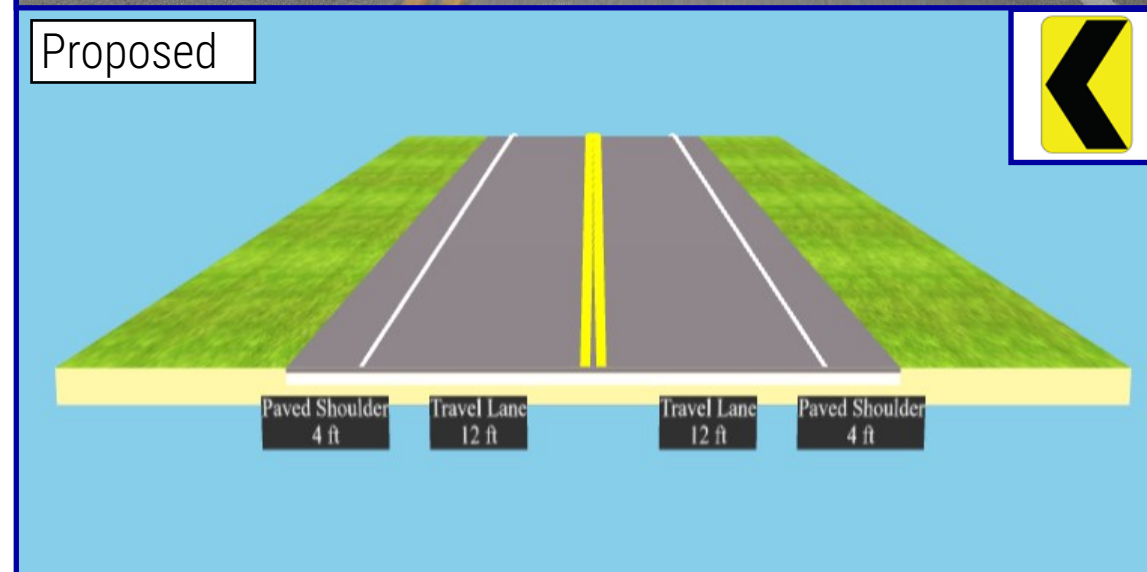 Proposed
Paved Shoulder
4 ft
Travel Lane
12 ft
Travel Lane
12 ft
Paved Shoulder
4 ft